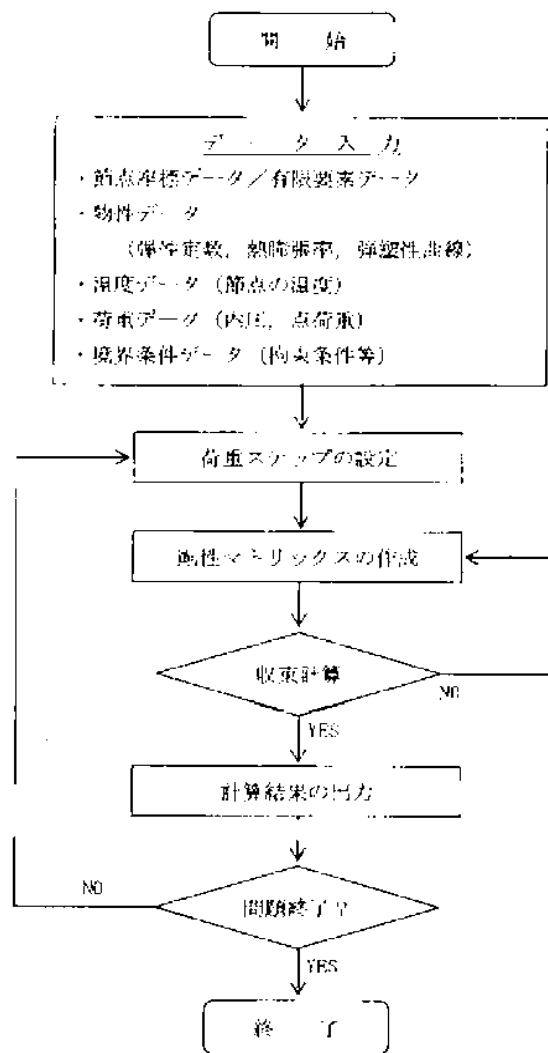 開　始
データ入力
・節点座標データ／有限要素データ
・物性データ
（弾性定数，熱膨張率，弾塑性曲線）
・温度データ（節点の温度）
・荷重データ（内圧，点荷重）
・境界条件データ（拘束条件等）
荷重ステップの設定
剛性マトリックスの作成
収束計算
NO
YES
計算結果の出力
NO
問題終了？
YES
終　了